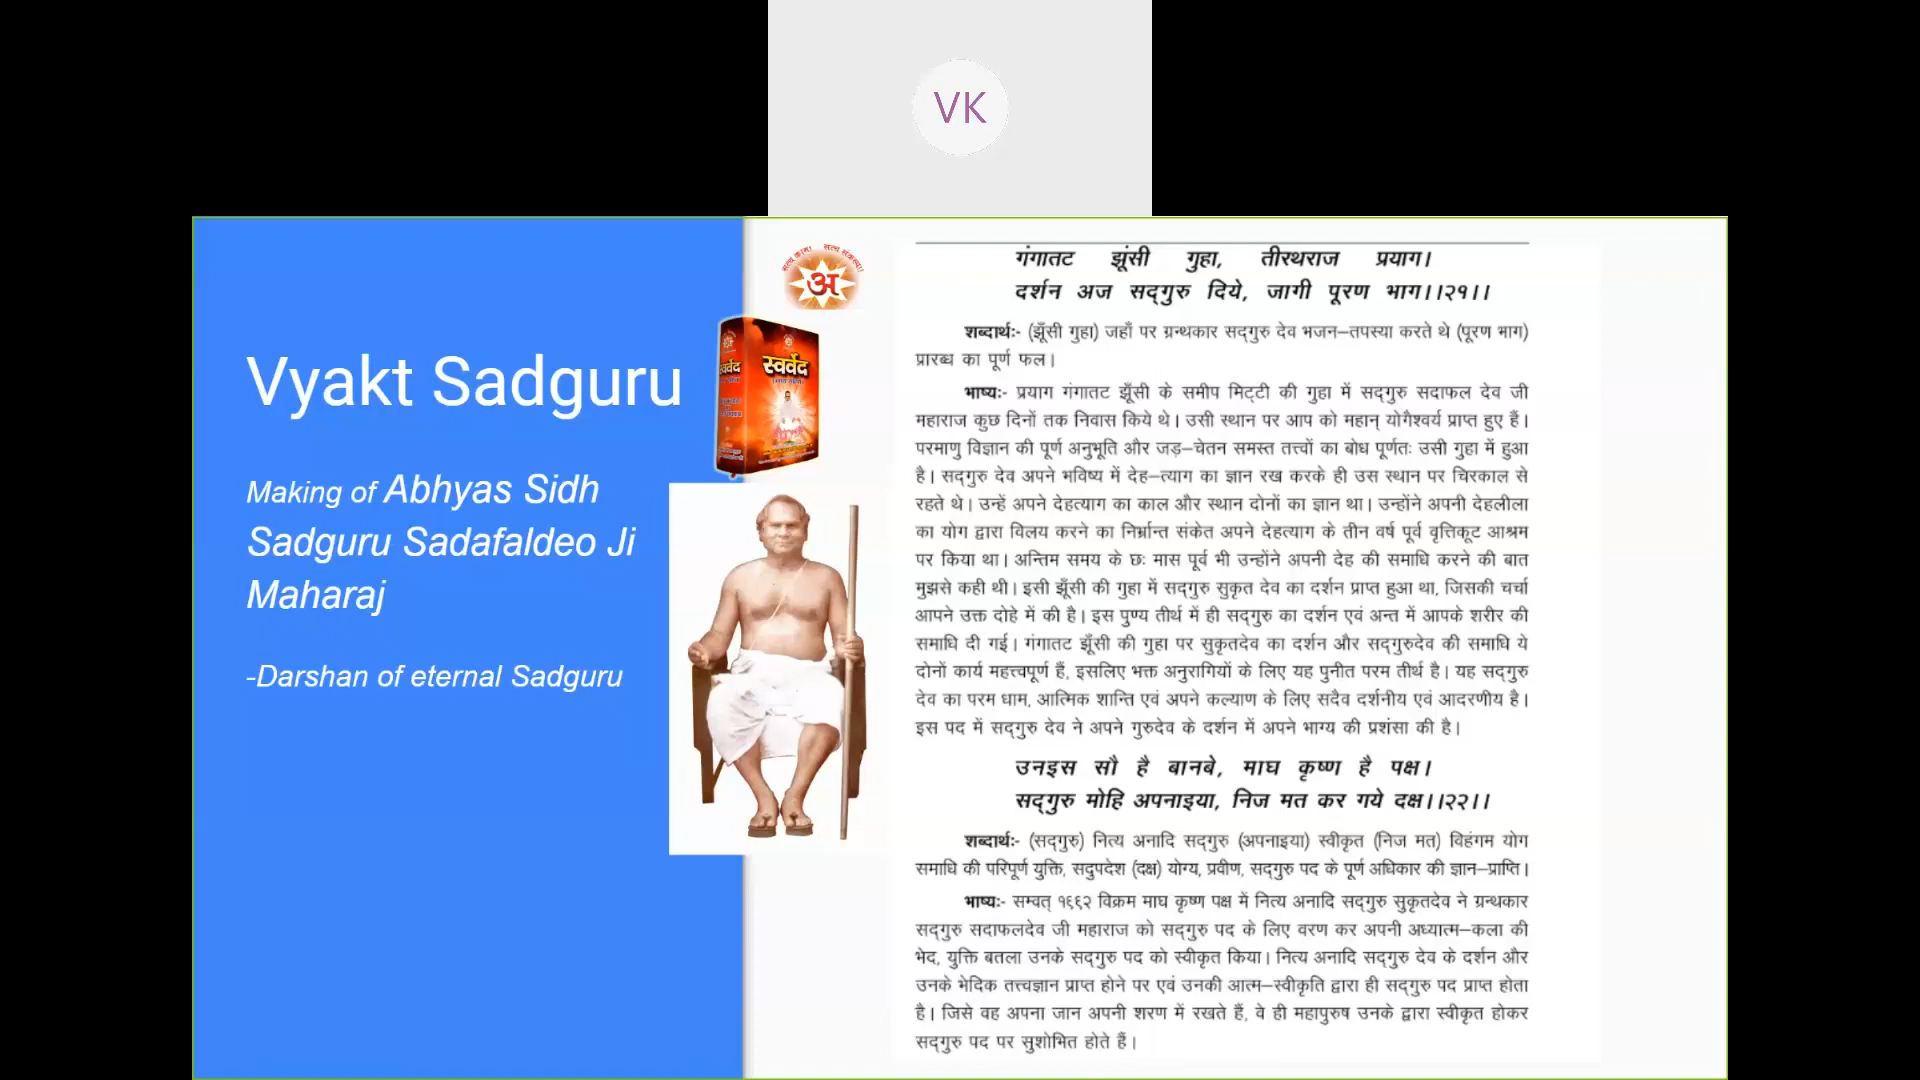 VK
Vyakt Sadguru
Making of Abhyas Sidh
Sadguru Sadafaldeo Ji
Maharaj
-Darshan of eternal Sadguru
अ
स्वर्वेद
स्वर्वेद
गंगातट झूंसी गुहा, तीरथराज प्रयाग।
दर्शन अज सद्‌गुरु दिये, जागी पूरण भाग।।२१।।
शब्दार्थः- (झूँसी गुहा) जहाँ पर ग्रन्थकार सद्‌गुरु देव भजन–तपस्या करते थे (पूरण भाग)
प्रारब्ध का पूर्ण फल।
भाष्यः- प्रयाग गंगातट झूँसी के समीप मिट्‌टी की गुहा में सद्‌गुरु सदाफल देव जी
महाराज कुछ दिनों तक निवास किये थे। उसी स्थान पर आप को महान् योगैश्वर्य प्राप्त हुए हैं।
परमाणु विज्ञान की पूर्ण अनुभूति और जड़–चेतन समस्त तत्त्वों का बोध पूर्णतः उसी गुहा में हुआ
है। सद्‌गुरु देव अपने भविष्य में देह–त्याग का ज्ञान रख करके ही उस स्थान पर चिरकाल से
रहते थे। उन्हें अपने देहत्याग का काल और स्थान दोनों का ज्ञान था। उन्होंने अपनी देहलीला
का योग द्वारा विलय करने का निर्भ्रान्त संकेत अपने देहत्याग के तीन वर्ष पूर्व वृत्तिकूट आश्रम
पर किया था। अन्तिम समय के छः मास पूर्व भी उन्होंने अपनी देह की समाधि करने की बात
मुझसे कही थी। इसी झूँसी की गुहा में सद्‌गुरु सुकृत देव का दर्शन प्राप्त हुआ था, जिसकी चर्चा
आपने उक्त दोहे में की है। इस पुण्य तीर्थ में ही सद्‌गुरु का दर्शन एवं अन्त में आपके शरीर की
समाधि दी गई। गंगातट झूँसी की गुहा पर सुकृतदेव का दर्शन और सद्‌गुरुदेव की समाधि ये
दोनों कार्य महत्त्वपूर्ण हैं, इसलिए भक्त अनुरागियों के लिए यह पुनीत परम तीर्थ है। यह सद्‌गुरु
देव का परम धाम, आत्मिक शान्ति एवं अपने कल्याण के लिए सदैव दर्शनीय एवं आदरणीय है।
इस पद में सद्‌गुरु देव ने अपने गुरुदेव के दर्शन में अपने भाग्य की प्रशंसा की है।
उनइस सौ है बानबे, माघ कृष्ण है पक्ष।
सद्‌गुरु मोहि अपनाइया, निज मत कर गये दक्ष।।२२।।
शब्दार्थः- (सद्‌गुरु) नित्य अनादि सद्‌गुरु (अपनाइया) स्वीकृत (निज मत) विहंगम योग
समाधि की परिपूर्ण युक्ति, सदुपदेश (दक्ष) योग्य, प्रवीण, सद्‌गुरु पद के पूर्ण अधिकार की ज्ञान–प्राप्ति।
भाष्यः- सम्वत् १९९२ विक्रम माघ कृष्ण पक्ष में नित्य अनादि सद्‌गुरु सुकृतदेव ने ग्रन्थकार
सद्‌गुरु सदाफलदेव जी महाराज को सद्‌गुरु पद के लिए वरण कर अपनी अध्यात्म–कला की
भेद, युक्ति बतला उनके सद्‌गुरु पद को स्वीकृत किया। नित्य अनादि सद्‌गुरु देव के दर्शन और
उनके भेदिक तत्त्वज्ञान प्राप्त होने पर एवं उनकी आत्म–स्वीकृति द्वारा ही सद्‌गुरु पद प्राप्त होता
है। जिसे वह अपना जान अपनी शरण में रखते हैं, वे ही महापुरुष उनके द्वारा स्वीकृत होकर
सद्‌गुरु पद पर सुशोभित होते हैं।